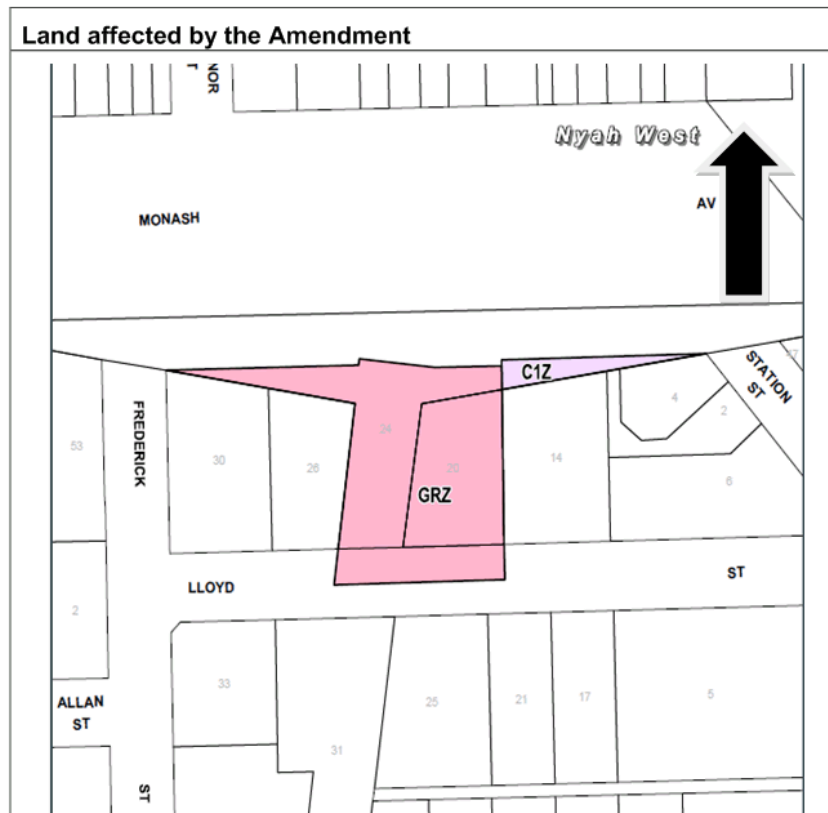 Land affected by the Amendment
NOR
T
Nyah West
MONASH
AV
C1Z
STATION
ST
47
FREDERICK
4
2
53
24
30
26
20
14
GRZ
6
LLOYD
ST
2
33
ALLAN
ST
25
21
17
5
31
ST